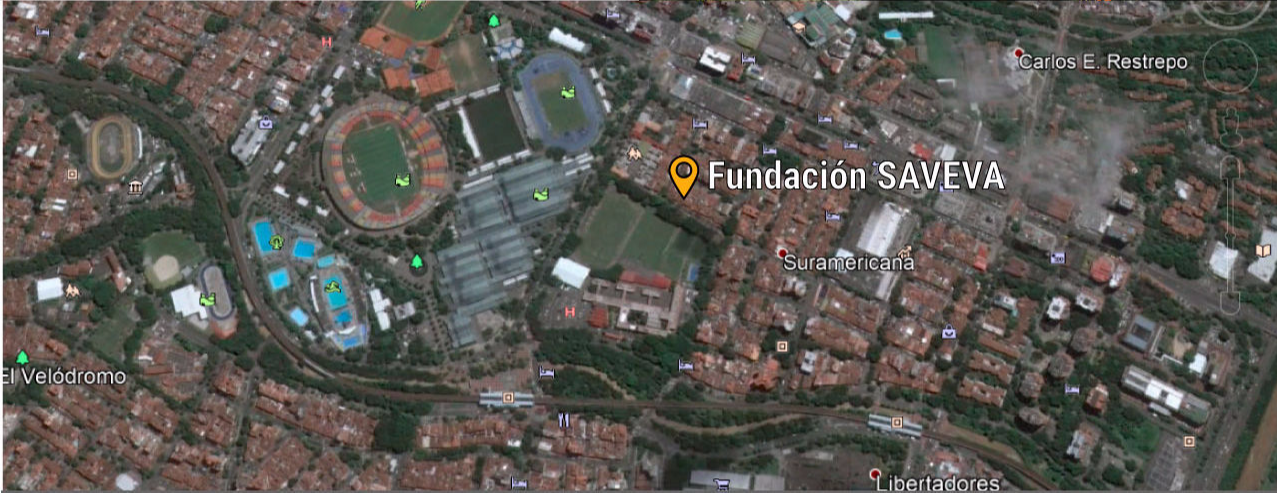 Carlos E. Restrepo
Fundación SAVEVA
Suramericana
El Velódromo
Libertadores